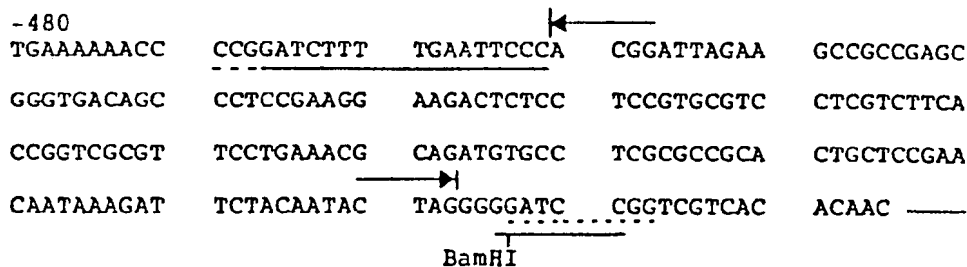 -480
TGAAAAAACC CCGGATCTTT TGAATTCCCA CGGATTAGAA GCCGCCGAGC
GGGTGACAGC CCTCCGAAGG AAGACTCTCC TCCGTGCGTC CTCGTCTTCA
CCGGTCGCGT TCCTGAAACG CAGATGTGCC TCGCGCCGCA CTGCTCCGAA
CAATAAAGAT TCTACAATAC TAGGGGGATC CGGTCGTCAC ACAAC
BamHI